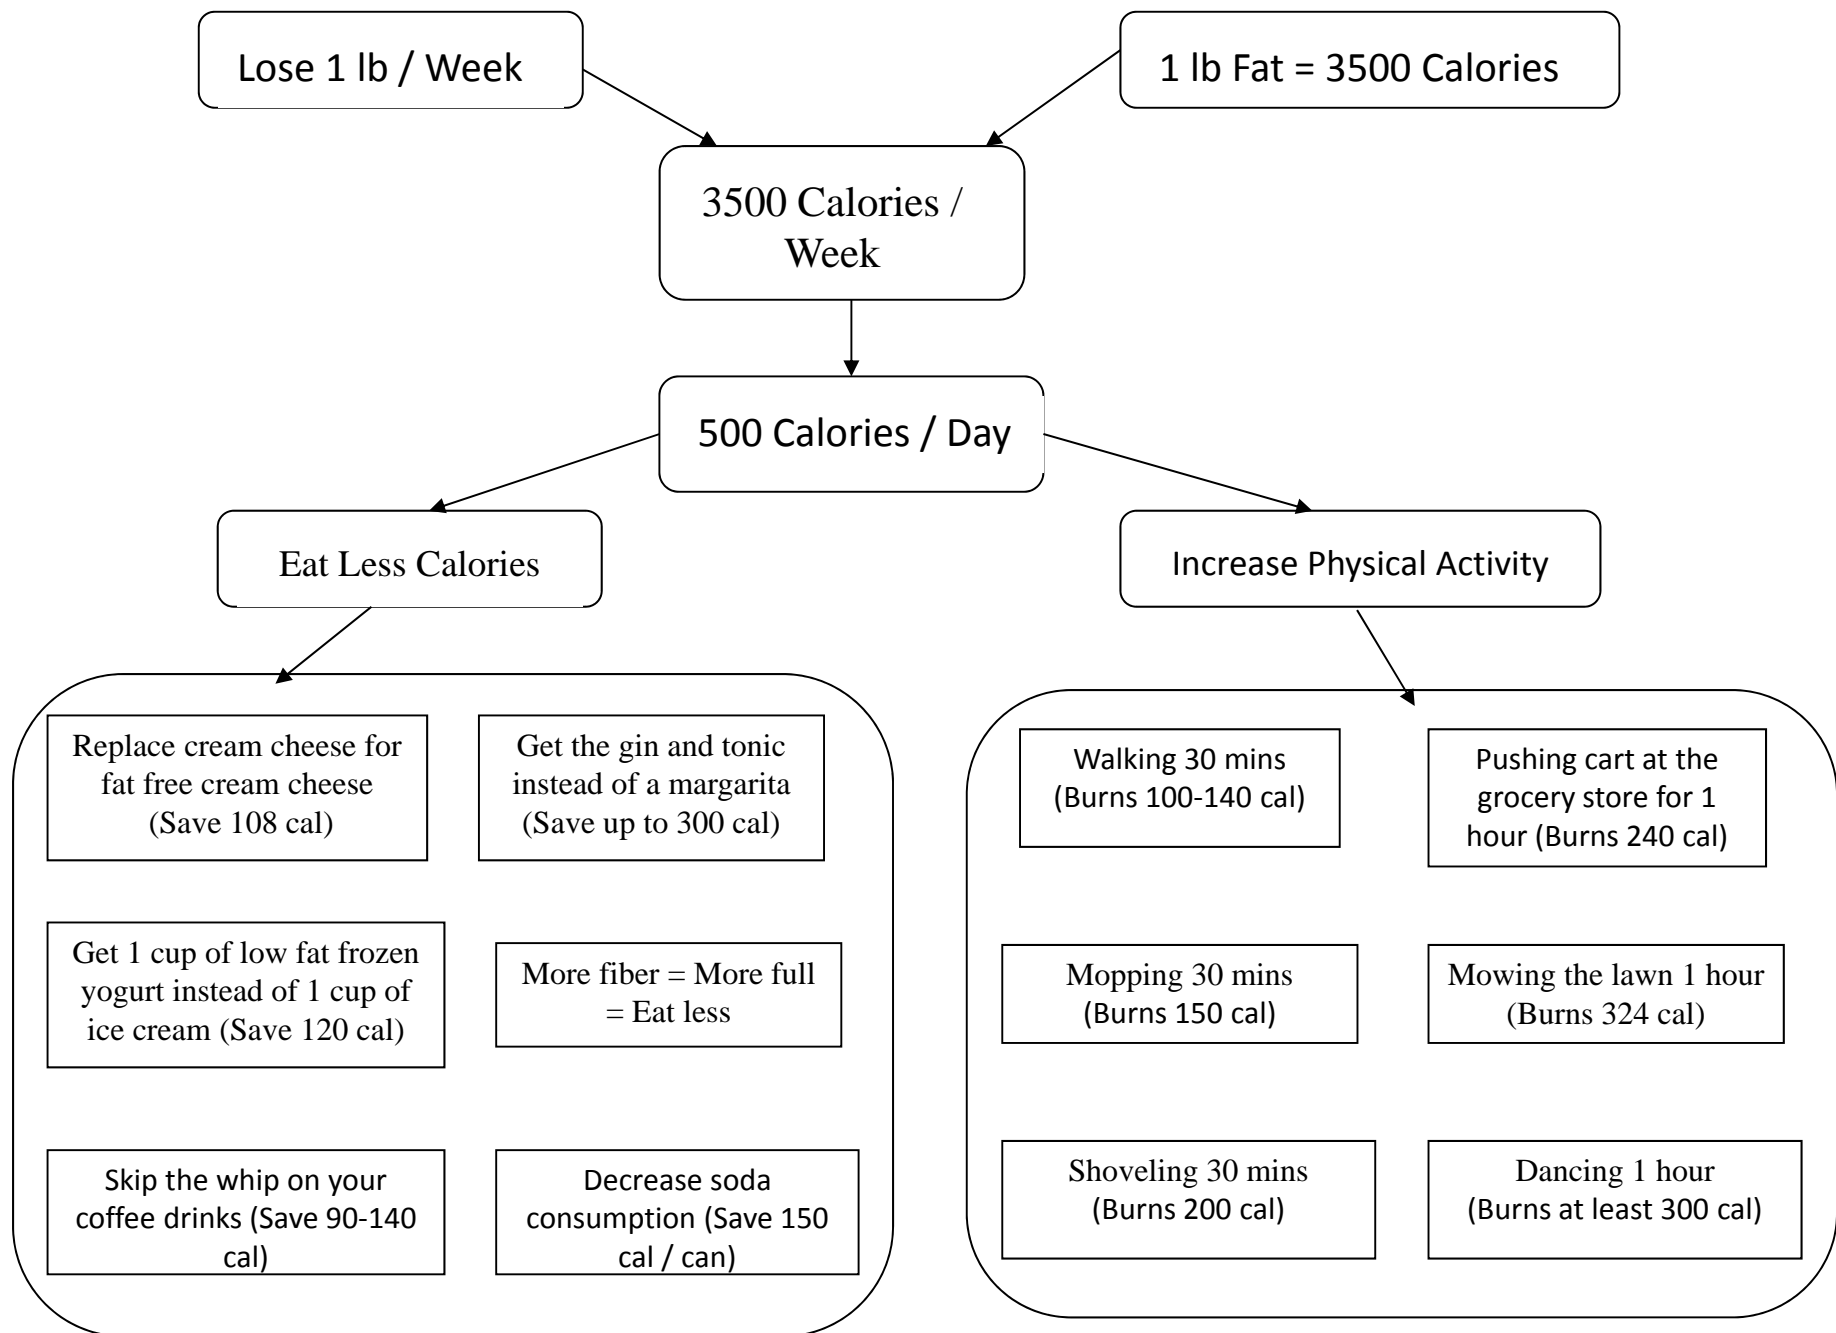 Lose 1 lb / Week
1 lb Fat = 3500 Calories
3500 Calories /
Week
500 Calories / Day
Eat Less Calories
Increase Physical Activity
Replace cream cheese for
fat free cream cheese
(Save 108 cal)
Get the gin and tonic
instead of a margarita
(Save up to 300 cal)
Get 1 cup of low fat frozen
yogurt instead of 1 cup of
ice cream (Save 120 cal)
More fiber = More full
= Eat less
Skip the whip on your
coffee drinks (Save 90-140
cal)
Decrease soda
consumption (Save 150
cal / can)
Walking 30 mins
(Burns 100-140 cal)
Pushing cart at the
grocery store for 1
hour (Burns 240 cal)
Mopping 30 mins
(Burns 150 cal)
Mowing the lawn 1 hour
(Burns 324 cal)
Shoveling 30 mins
(Burns 200 cal)
Dancing 1 hour
(Burns at least 300 cal)